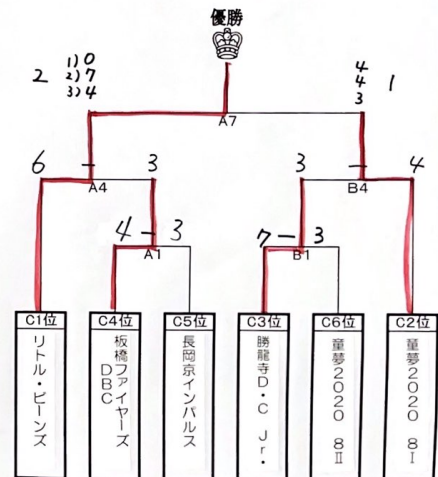 優勝
2 1) 0 4 1
2) 7 4
3) 4 3
A7
6 – 3 3 – 4
A4 B4
4 – 3 7 – 3
A1 B1
C1位 C4位 C5位 C3位 C6位 C2位
リトル・ビーンズ
板橋ファイヤーズ
DBC
長岡京インパルス
勝龍寺D・C Jr・
童夢2020 8Ⅱ
童夢2020 8Ⅰ